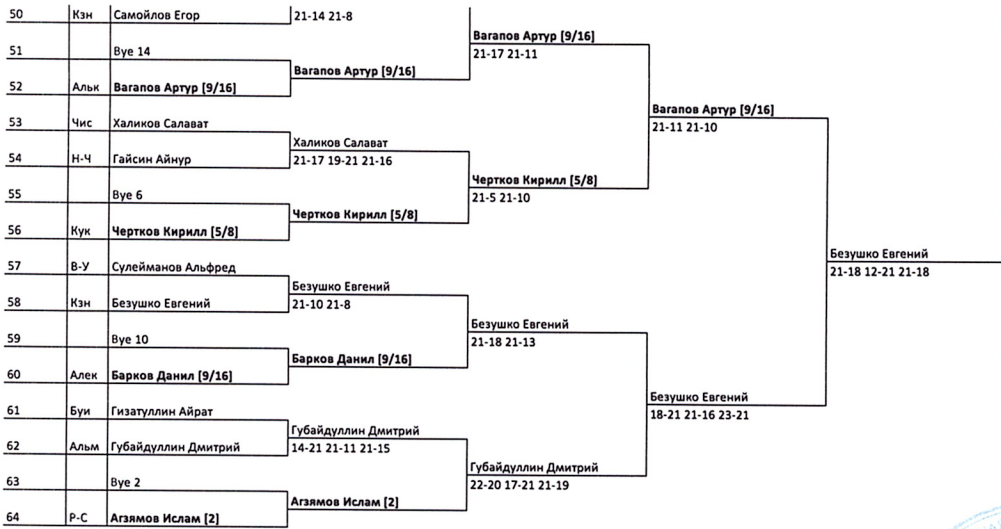 50 Кзн Самойлов Егор 21-14 21-8
Вагапов Артур [9/16]
51 Bye 14 21-17 21-11
Вагапов Артур [9/16]
52 Альк Вагапов Артур [9/16]
Вагапов Артур [9/16]
53 Чис Халиков Салават 21-11 21-10
Халиков Салават
54 Н-Ч Гайсин Айнур 21-17 19-21 21-16
Чертков Кирилл [5/8]
55 Bye 6 21-5 21-10
Чертков Кирилл [5/8]
56 Кук Чертков Кирилл [5/8]
Безушко Евгений
57 В-У Сулейманов Альфред 21-18 12-21 21-18
Безушко Евгений
58 Кзн Безушко Евгений 21-10 21-8
Безушко Евгений
59 Bye 10 21-18 21-13
Барков Данил [9/16]
60 Алек Барков Данил [9/16]
Безушко Евгений
61 Буи Гизатуллин Айрат 18-21 21-16 23-21
Губайдуллин Дмитрий
62 Альм Губайдуллин Дмитрий 14-21 21-11 21-15
Губайдуллин Дмитрий
63 Bye 2 22-20 17-21 21-19
Агзямов Ислам [2]
64 Р-С Агзямов Ислам [2]